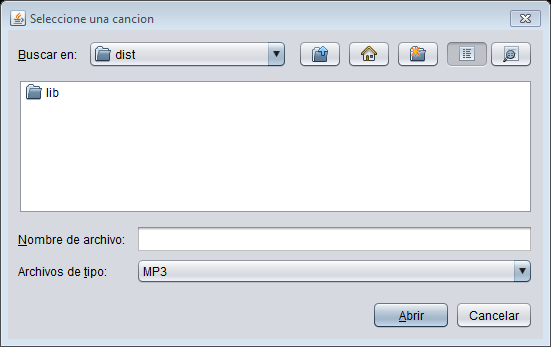 Seleccione una cancion
Buscar en: dist
lib
Nombre de archivo:
Archivos de tipo: MP3
Abrir Cancelar